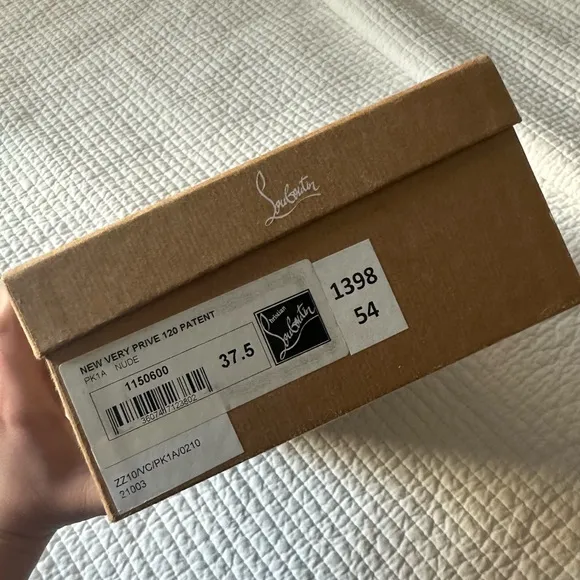 Louboutin
NEW VERY PRIVE 120 PATENT
PK1A NUDE
1150600
37.5
3607417123802
ZZ10/VC/PK1A/0210
21003
Christian
Louboutin
1398
54